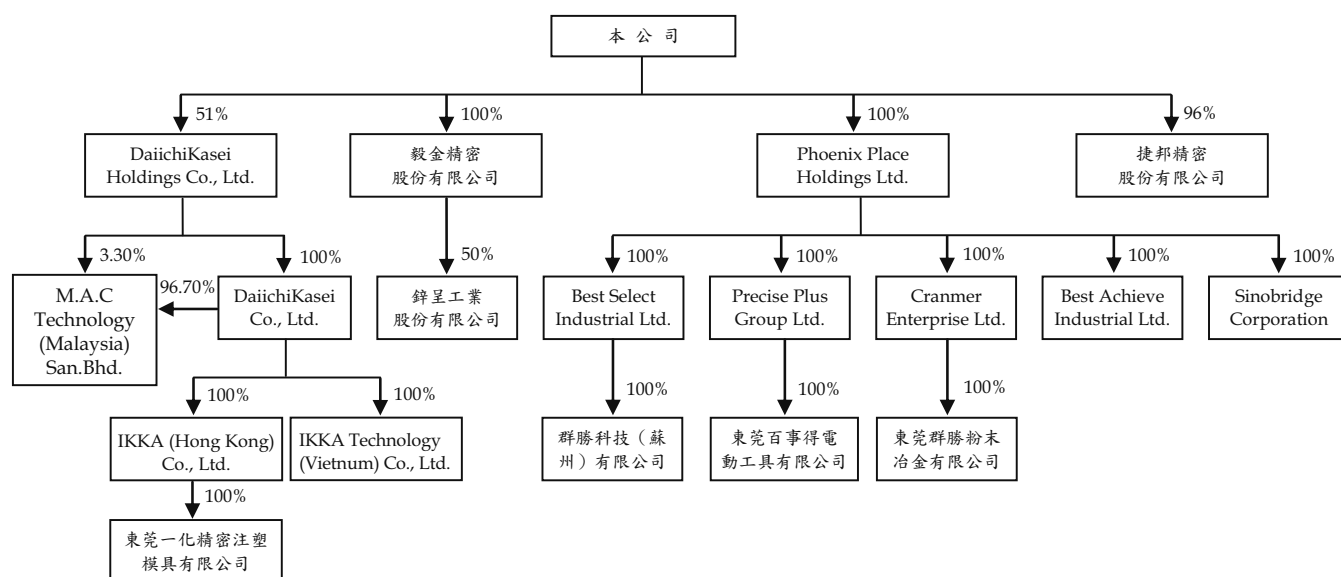 本 公 司
51%
100%
100%
96%
DaiichiKasei
Holdings Co., Ltd.
毅金精密
股份有限公司
Phoenix Place
Holdings Ltd.
捷邦精密
股份有限公司
3.30%
100%
50%
100%
100%
100%
100%
100%
M.A.C
Technology
(Malaysia)
San.Bhd.
96.70%
DaiichiKasei
Co., Ltd.
鋅呈工業
股份有限公司
Best Select
Industrial Ltd.
Precise Plus
Group Ltd.
Cranmer
Enterprise Ltd.
Best Achieve
Industrial Ltd.
Sinobridge
Corporation
100%
100%
100%
100%
100%
IKKA (Hong Kong)
Co., Ltd.
IKKA Technology
(Vietnum) Co., Ltd.
群勝科技（蘇
州）有限公司
東莞百事得電
動工具有限公司
東莞群勝粉末
冶金有限公司
100%
東莞一化精密注塑
模具有限公司